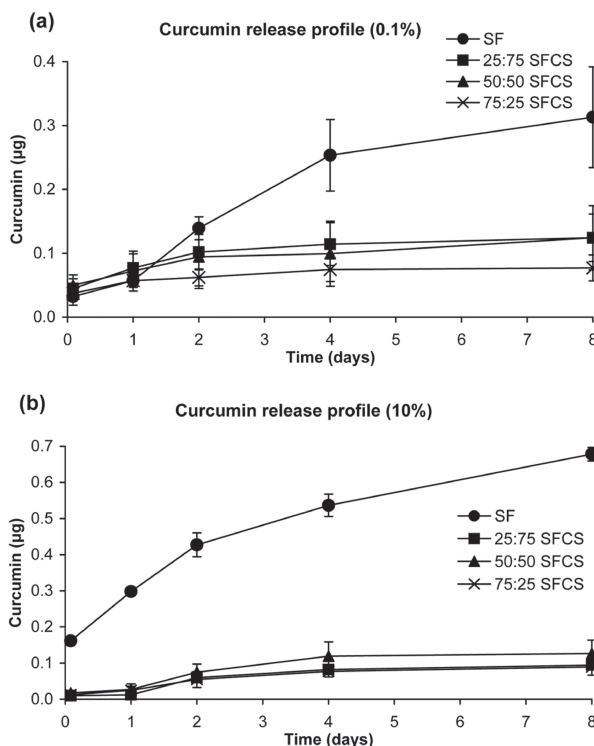 (a)
Curcumin release profile (0.1%)
SF
25:75 SFCS
50:50 SFCS
75:25 SFCS
Curcumin (µg)
0.4
0.3
0.2
0.1
0.0
0 1 2 3 4 5 6 7 8
Time (days)
(b)
Curcumin release profile (10%)
SF
25:75 SFCS
50:50 SFCS
75:25 SFCS
Curcumin (µg)
0.7
0.6
0.5
0.4
0.3
0.2
0.1
0.0
0 1 2 3 4 5 6 7 8
Time (days)